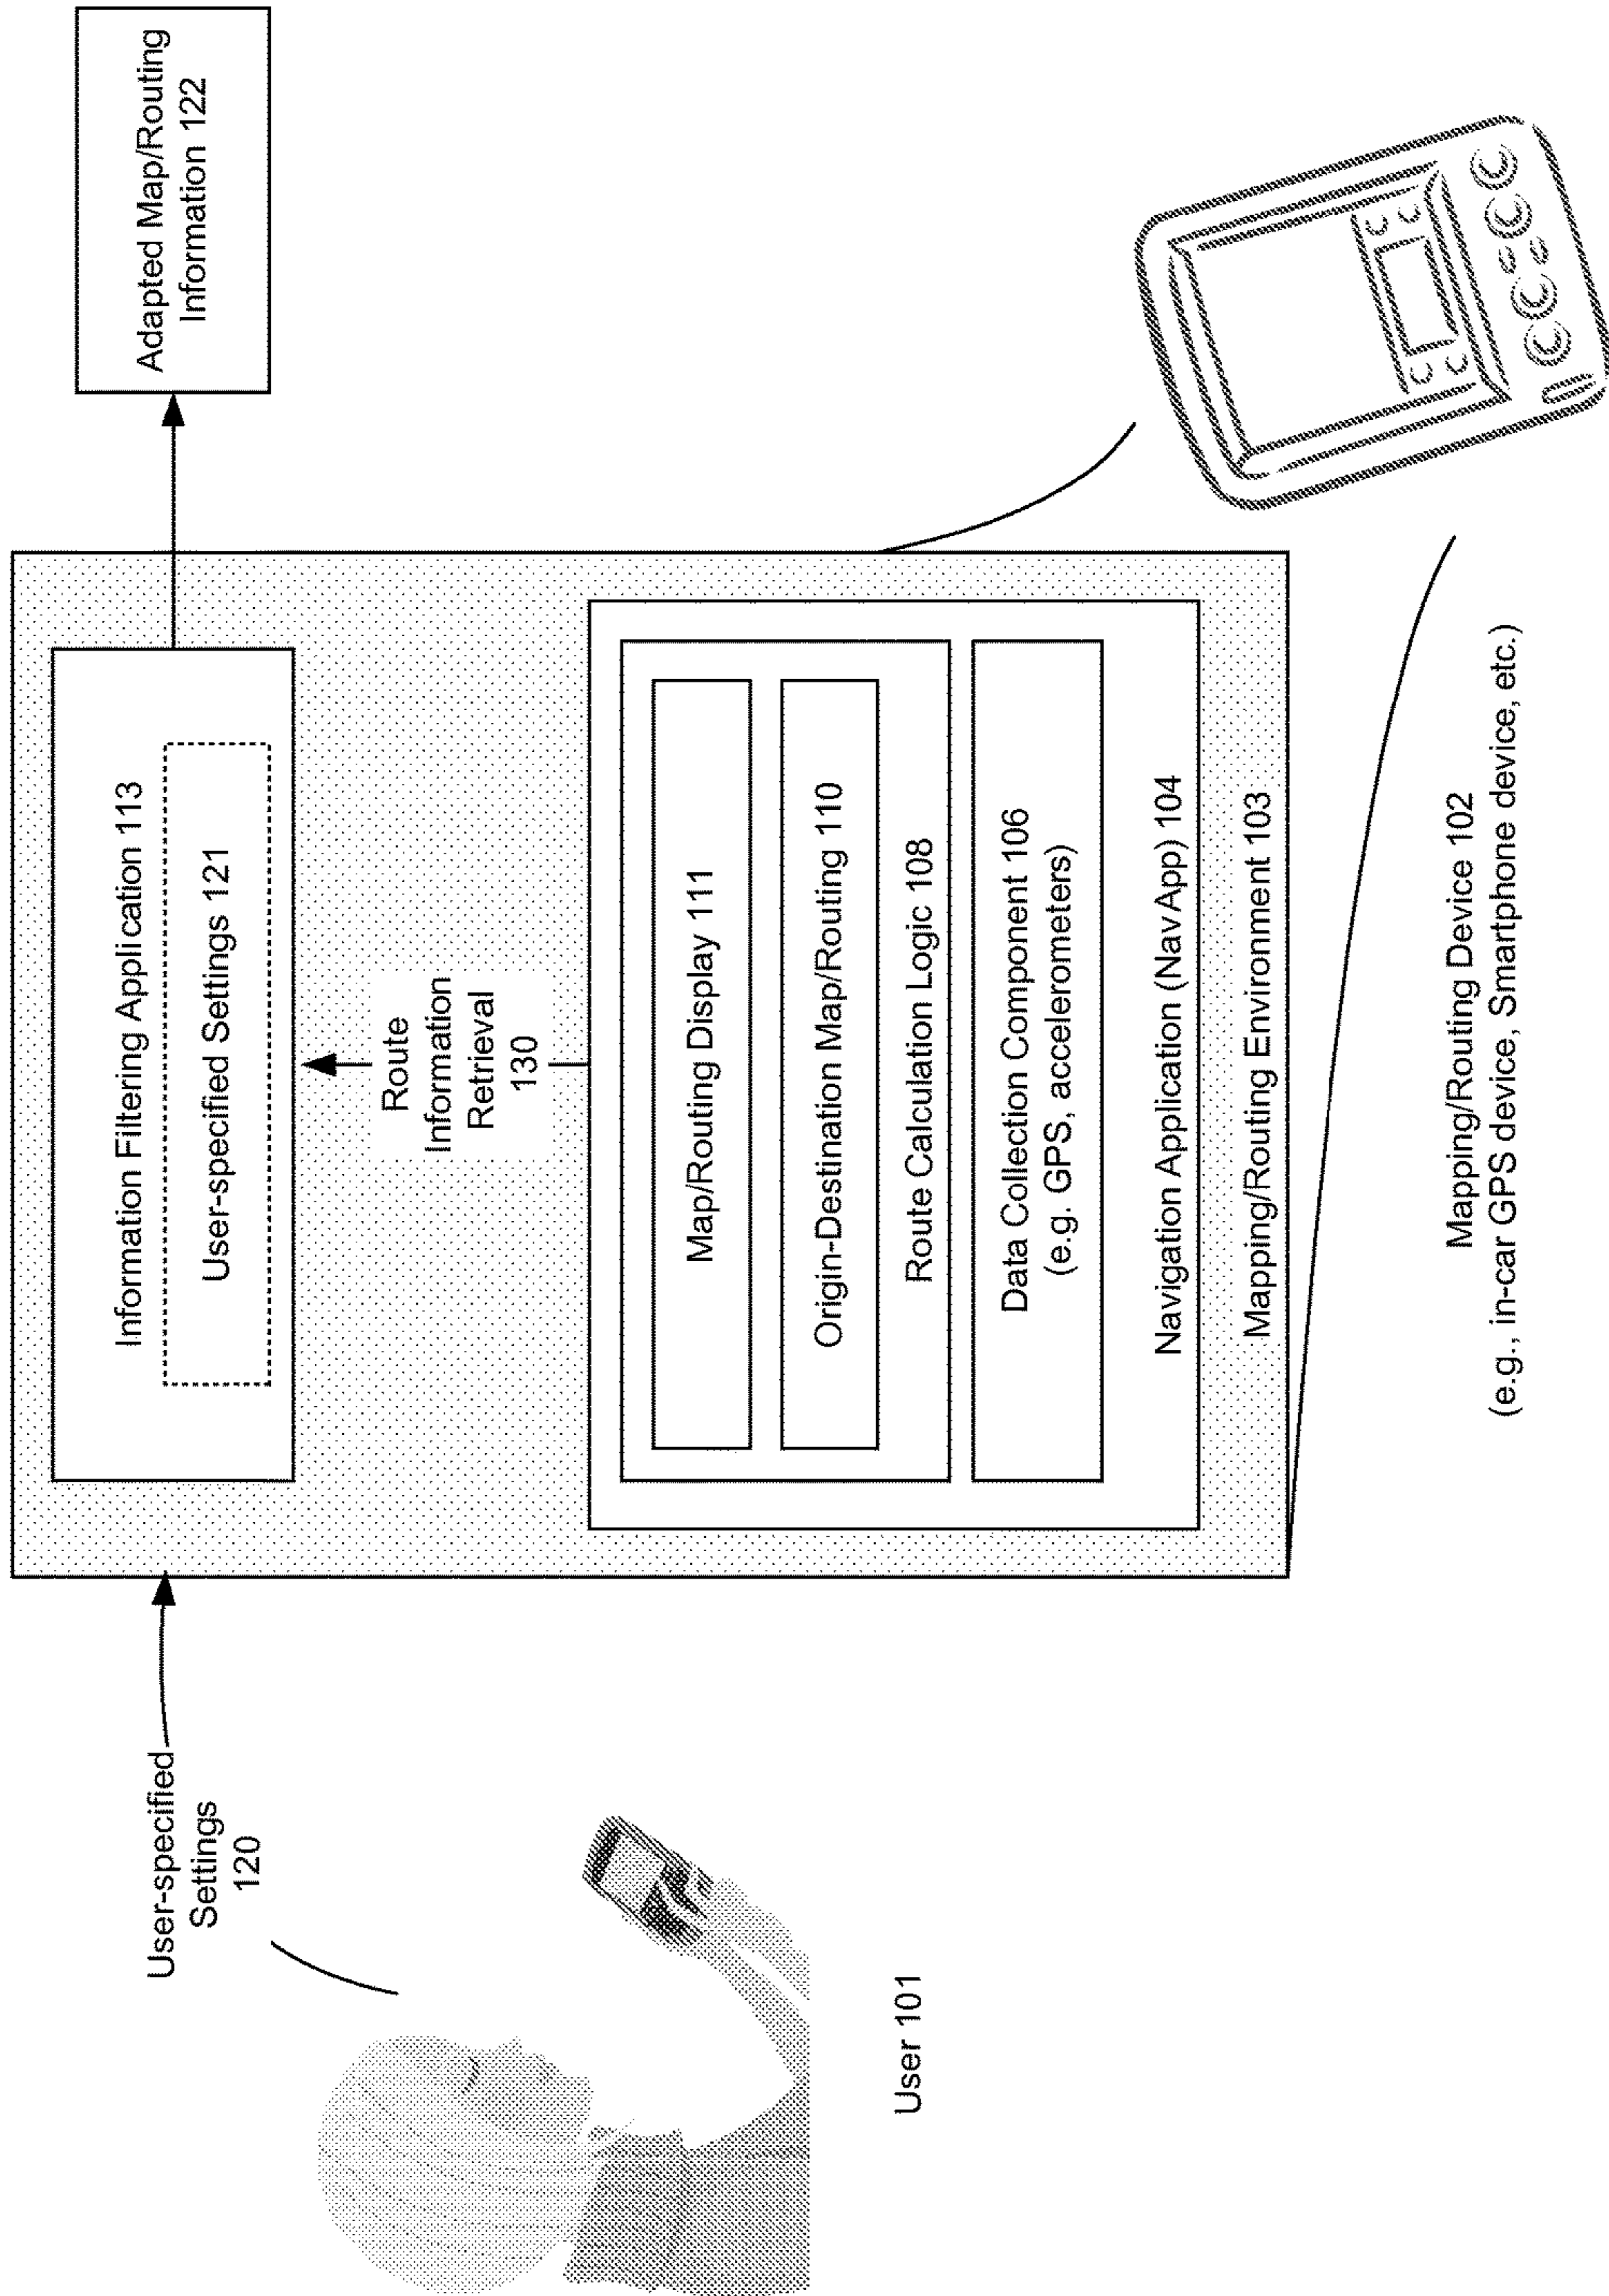 User-specified
Settings
120
User 101
Information Filtering Application 113
User-specified Settings 121
Route
Information
Retrieval
130
Map/Routing Display 111
Origin-Destination Map/Routing 110
Route Calculation Logic 108
Data Collection Component 106
(e.g. GPS, accelerometers)
Navigation Application (NavApp) 104
Mapping/Routing Environment 103
Adapted Map/Routing
Information 122
Mapping/Routing Device 102
(e.g., in-car GPS device, Smartphone device, etc.)